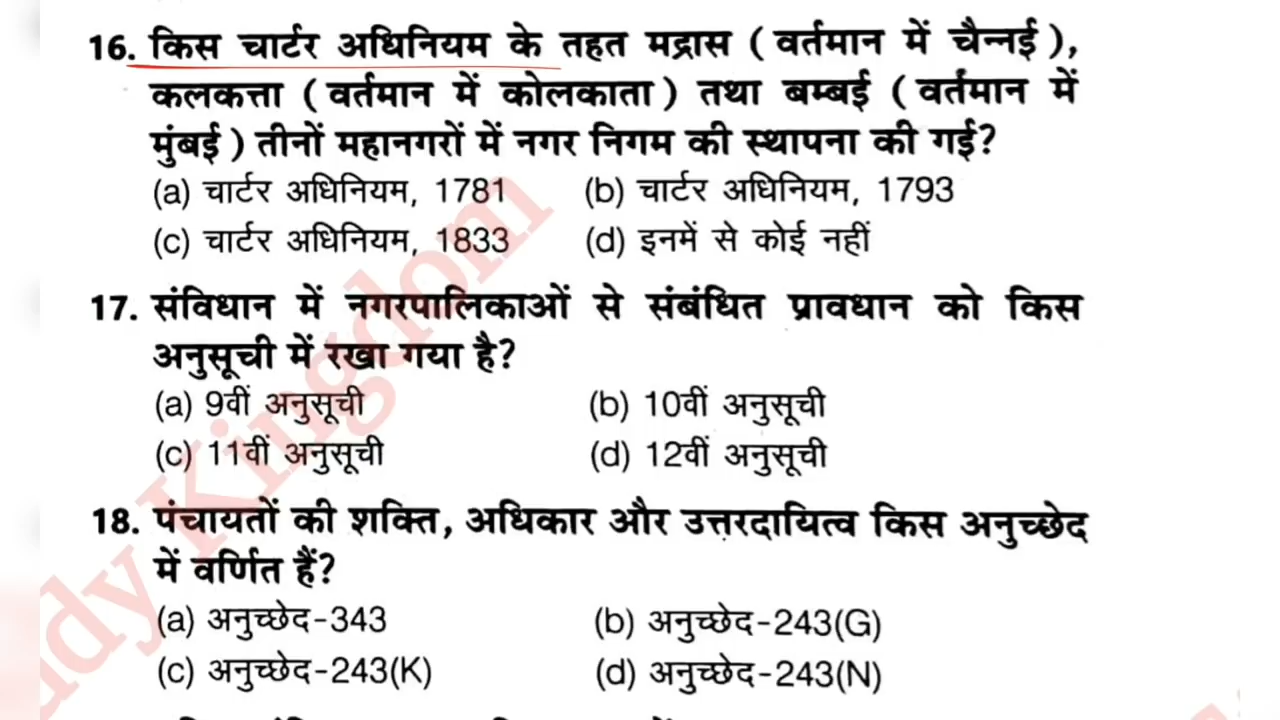 16. किस चार्टर अधिनियम के तहत मद्रास ( वर्तमान में चैन्नई ),
कलकत्ता ( वर्तमान में कोलकाता ) तथा बम्बई ( वर्तमान में
मुंबई ) तीनों महानगरों में नगर निगम की स्थापना की गई?
(a) चार्टर अधिनियम, 1781 (b) चार्टर अधिनियम, 1793
(c) चार्टर अधिनियम, 1833 (d) इनमें से कोई नहीं
17. संविधान में नगरपालिकाओं से संबंधित प्रावधान को किस
अनुसूची में रखा गया है?
(a) 9वीं अनुसूची (b) 10वीं अनुसूची
(c) 11वीं अनुसूची (d) 12वीं अनुसूची
18. पंचायतों की शक्ति, अधिकार और उत्तरदायित्व किस अनुच्छेद
में वर्णित हैं?
(a) अनुच्छेद-343 (b) अनुच्छेद-243(G)
(c) अनुच्छेद-243(K) (d) अनुच्छेद-243(N)
Kingdom